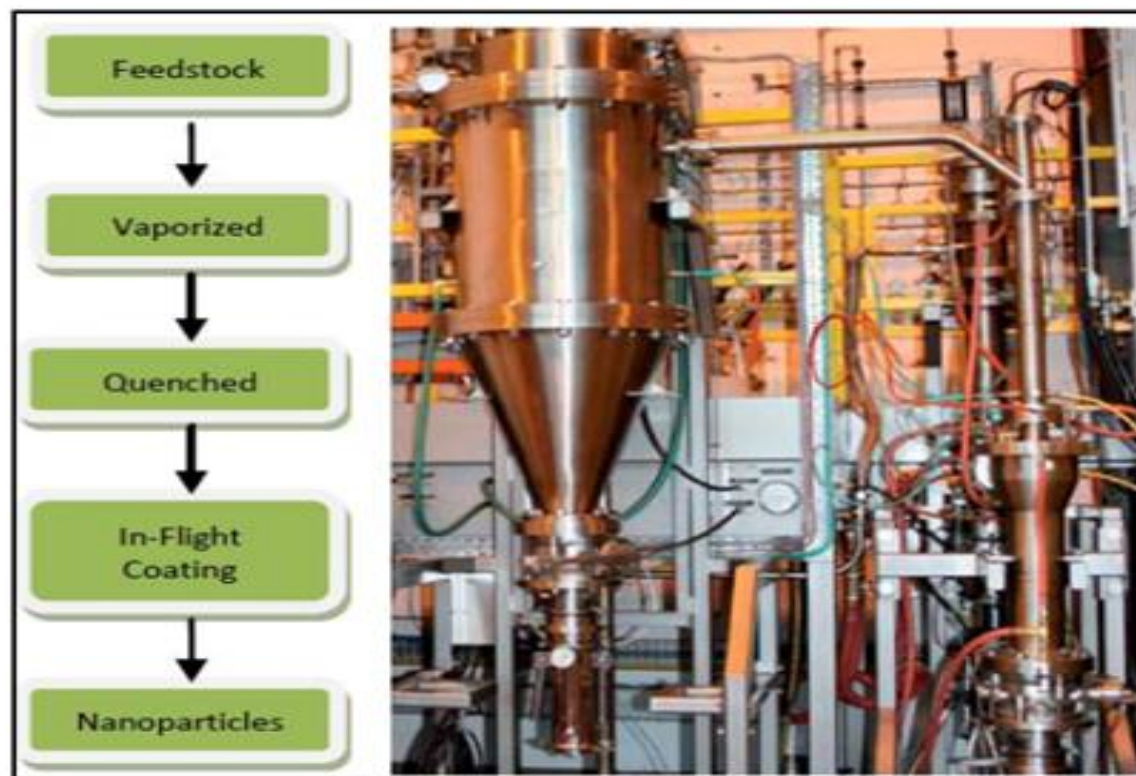 Feedstock
Vaporized
Quenched
In-Flight
Coating
Nanoparticles